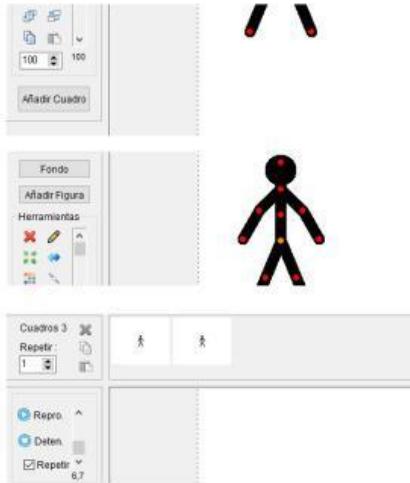 100
100
Añadir Cuadro
Fondo
Añadir Figura
Herramientas
Cuadros 3
Repetir :
1
Repro.
Deten.
Repetir
6,7